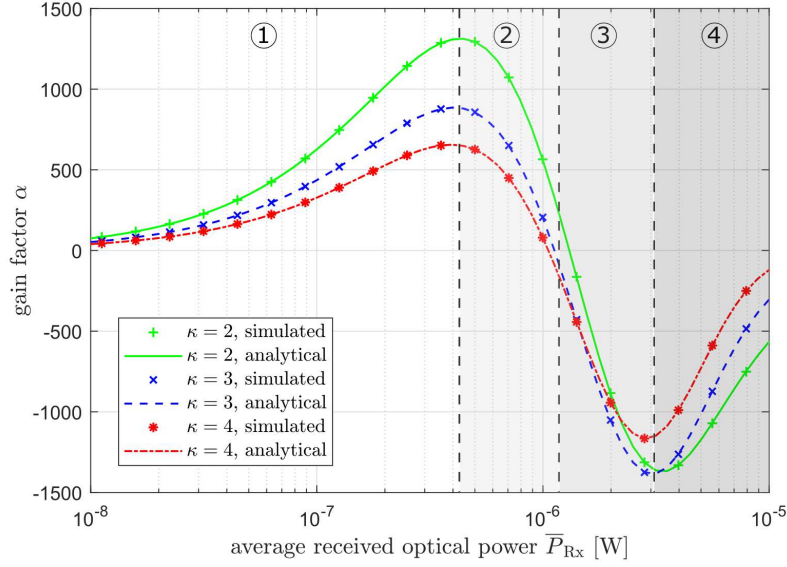 ① ② ③ ④
1500
1000
500
0
-500
-1000
-1500
gain factor α
κ = 2, simulated
κ = 2, analytical
κ = 3, simulated
κ = 3, analytical
κ = 4, simulated
κ = 4, analytical
10^-8 10^-7 10^-6 10^-5
average received optical power P̅_Rx [W]